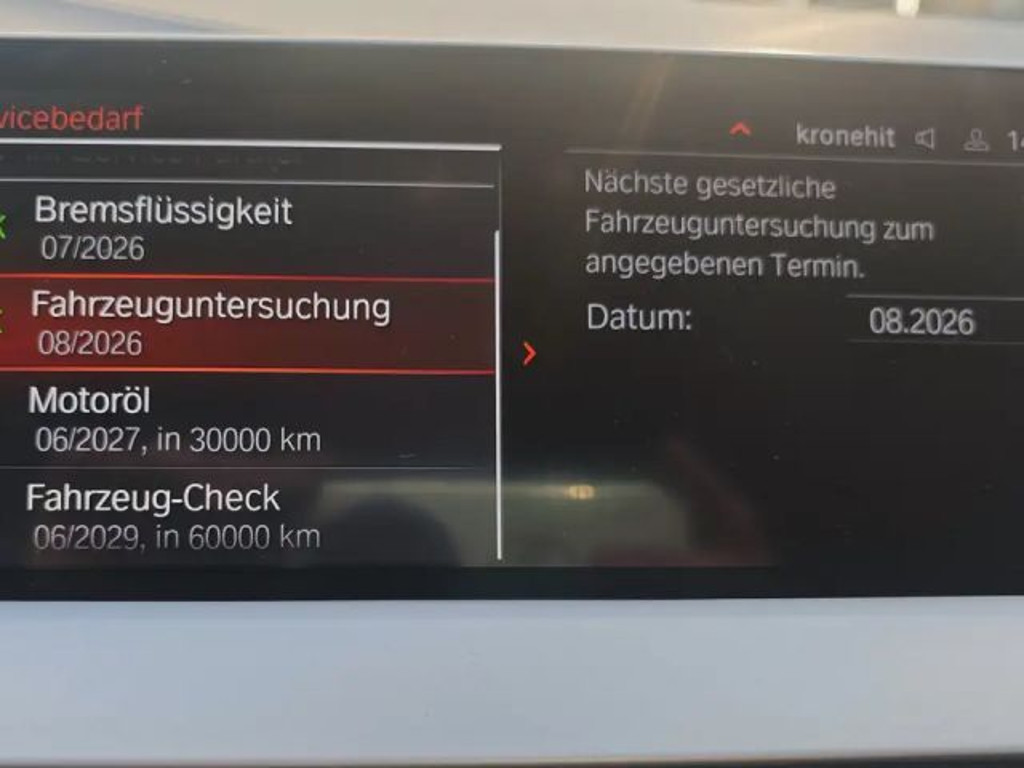 vicebedarf
kronehit
Bremsflüssigkeit
07/2026
Fahrzeuguntersuchung
08/2026
Motoröl
06/2027, in 30000 km
Fahrzeug-Check
06/2029, in 60000 km
Nächste gesetzliche
Fahrzeuguntersuchung zum
angegebenen Termin.
Datum: 08.2026